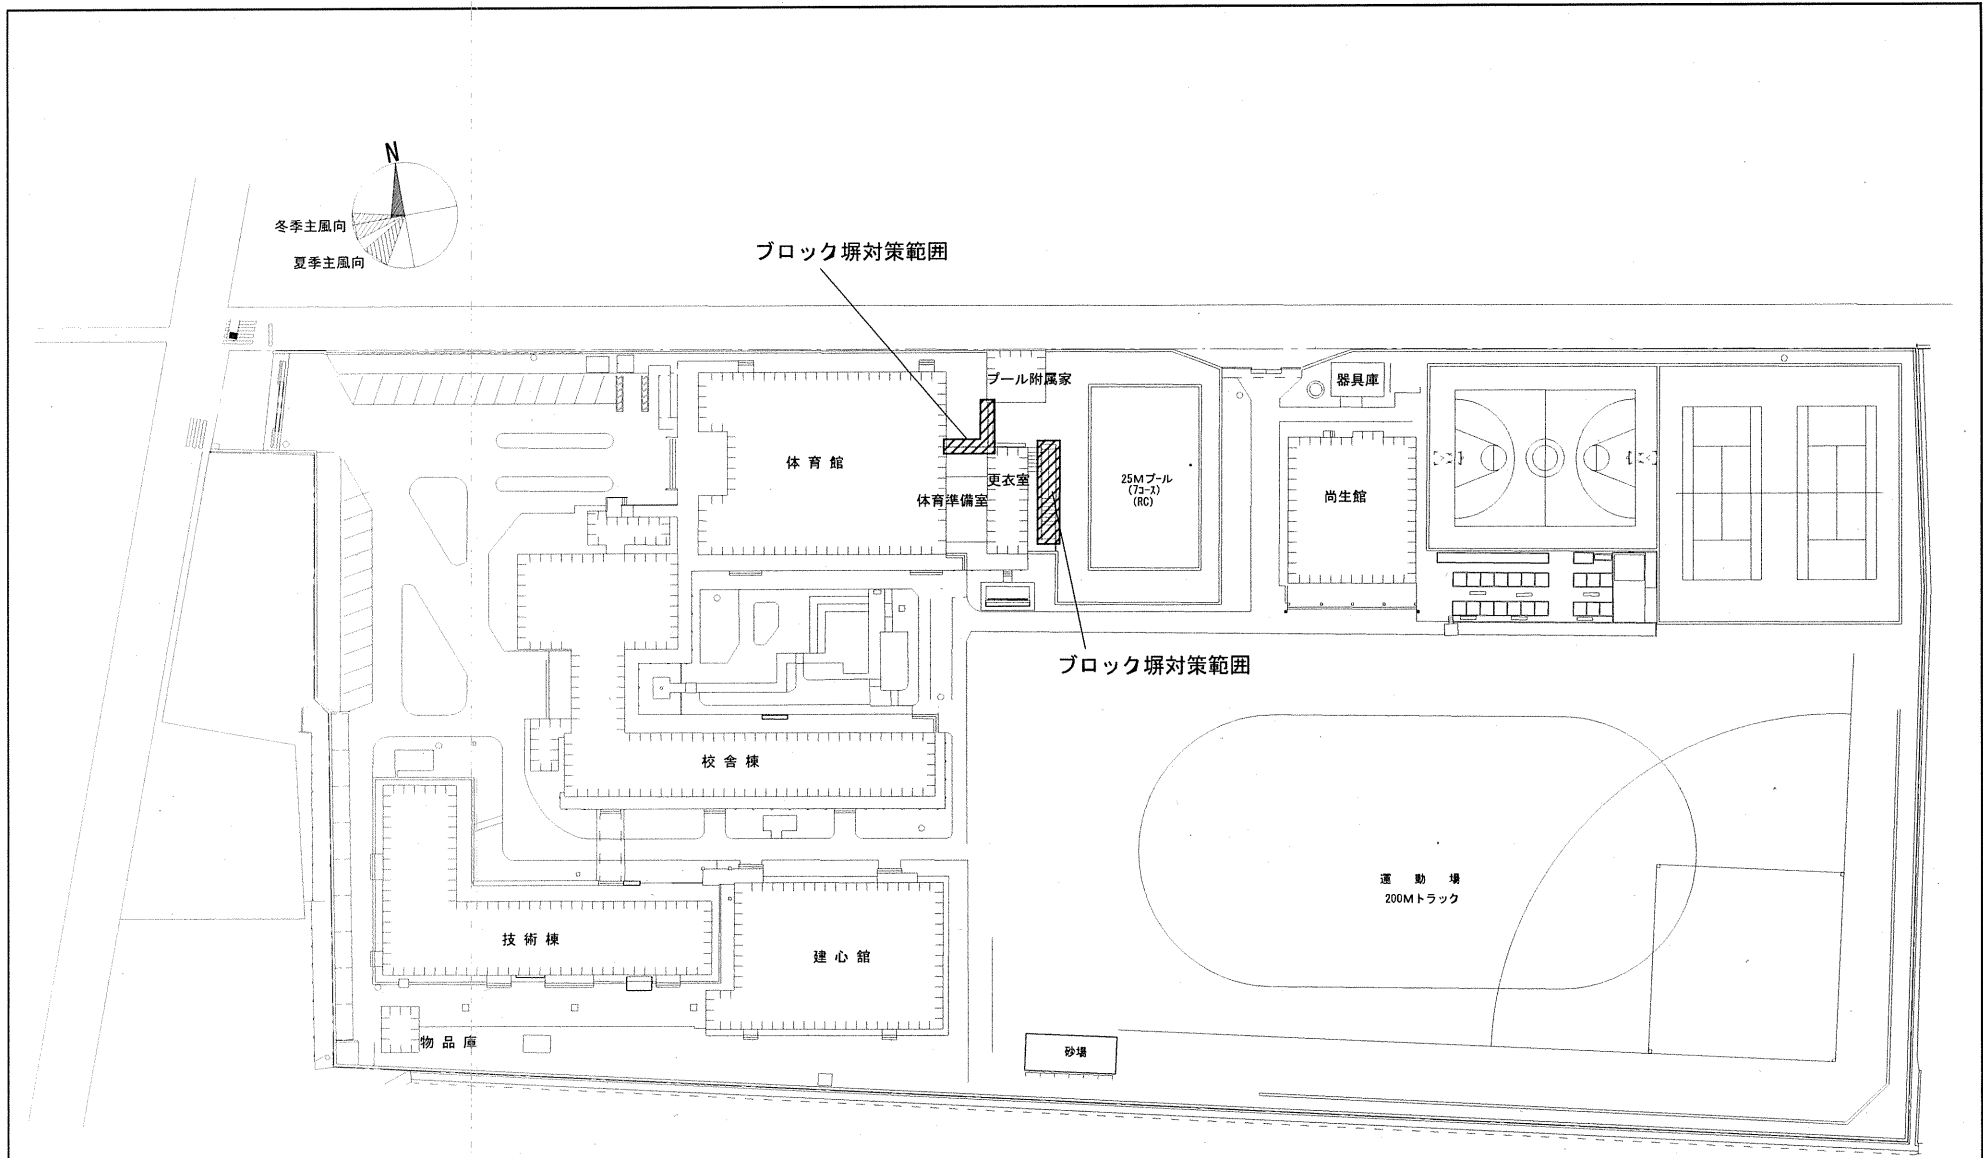 N
冬季主風向
夏季主風向
ブロック塀対策範囲
プール附属家
器具庫
体育館
更衣室
体育準備室
25Mプール
(7コース)
(RC)
尚生館
ブロック塀対策範囲
校舎棟
運動場
200Mトラック
技術棟
建心館
物品庫
砂場